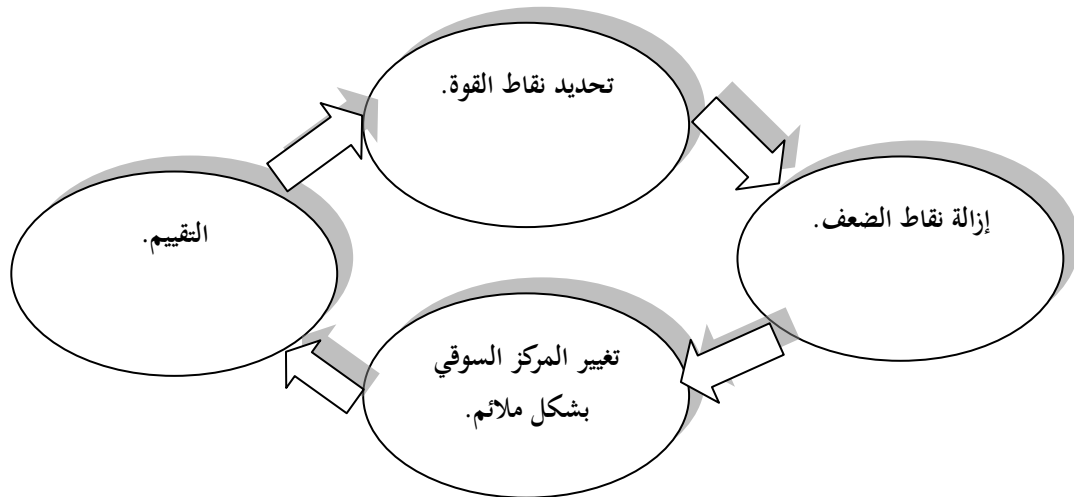 تحديد نقاط القوة.
إزالة نقاط الضعف.
التقييم.
تغيير المركز السوقي
بشكل ملائم.